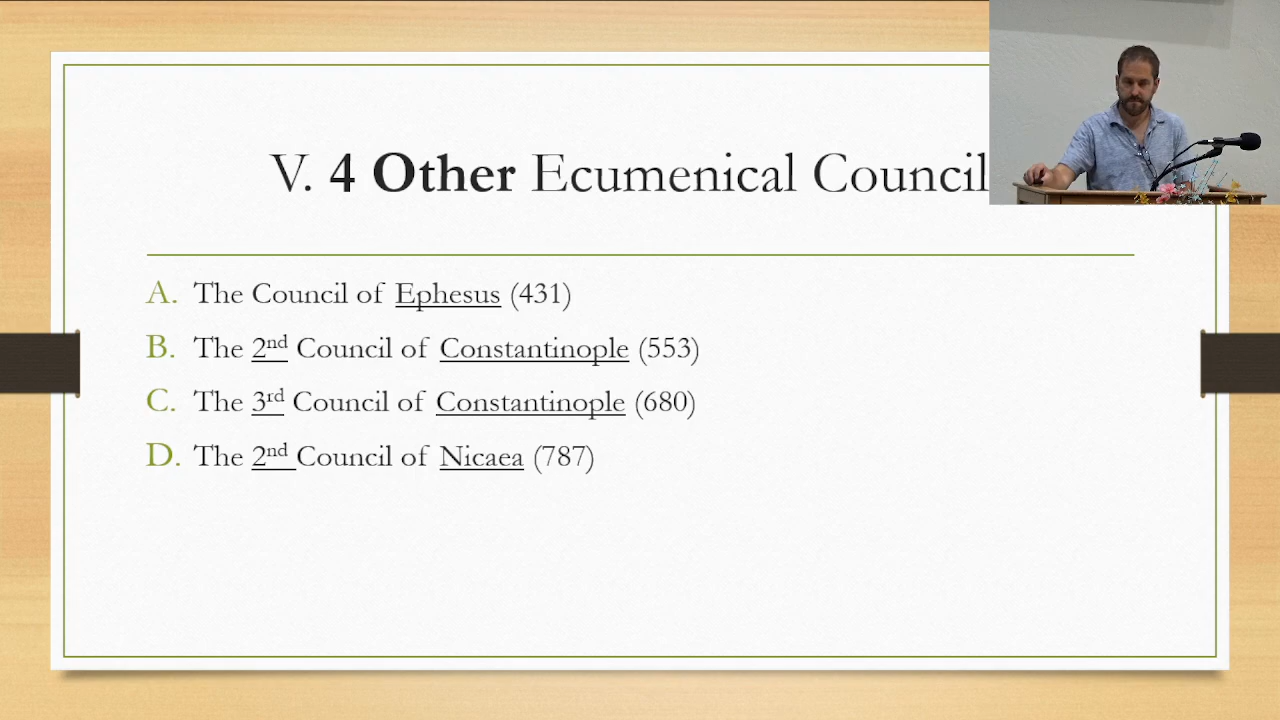 V. 4 Other Ecumenical Council
A. The Council of Ephesus (431)
B. The 2nd Council of Constantinople (553)
C. The 3rd Council of Constantinople (680)
D. The 2nd Council of Nicaea (787)